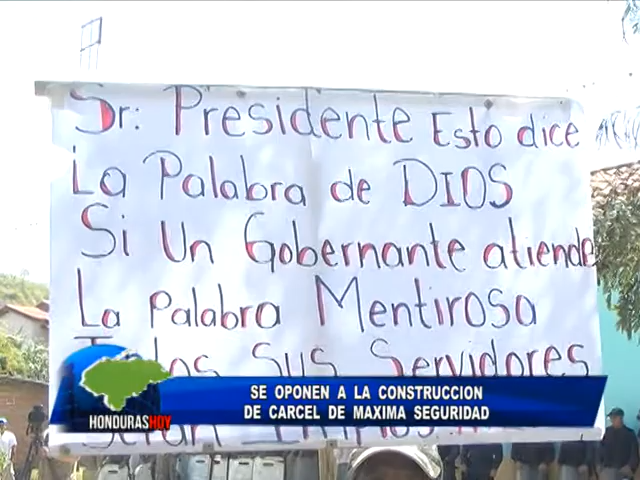 Sr: Presidente Esto dice
La Palabra de DIOS
Si Un Gobernante atiende
La Palabra Mentirosa
Sus Servidores
SE OPONEN A LA CONSTRUCCION
DE CARCEL DE MAXIMA SEGURIDAD
HONDURASHOY